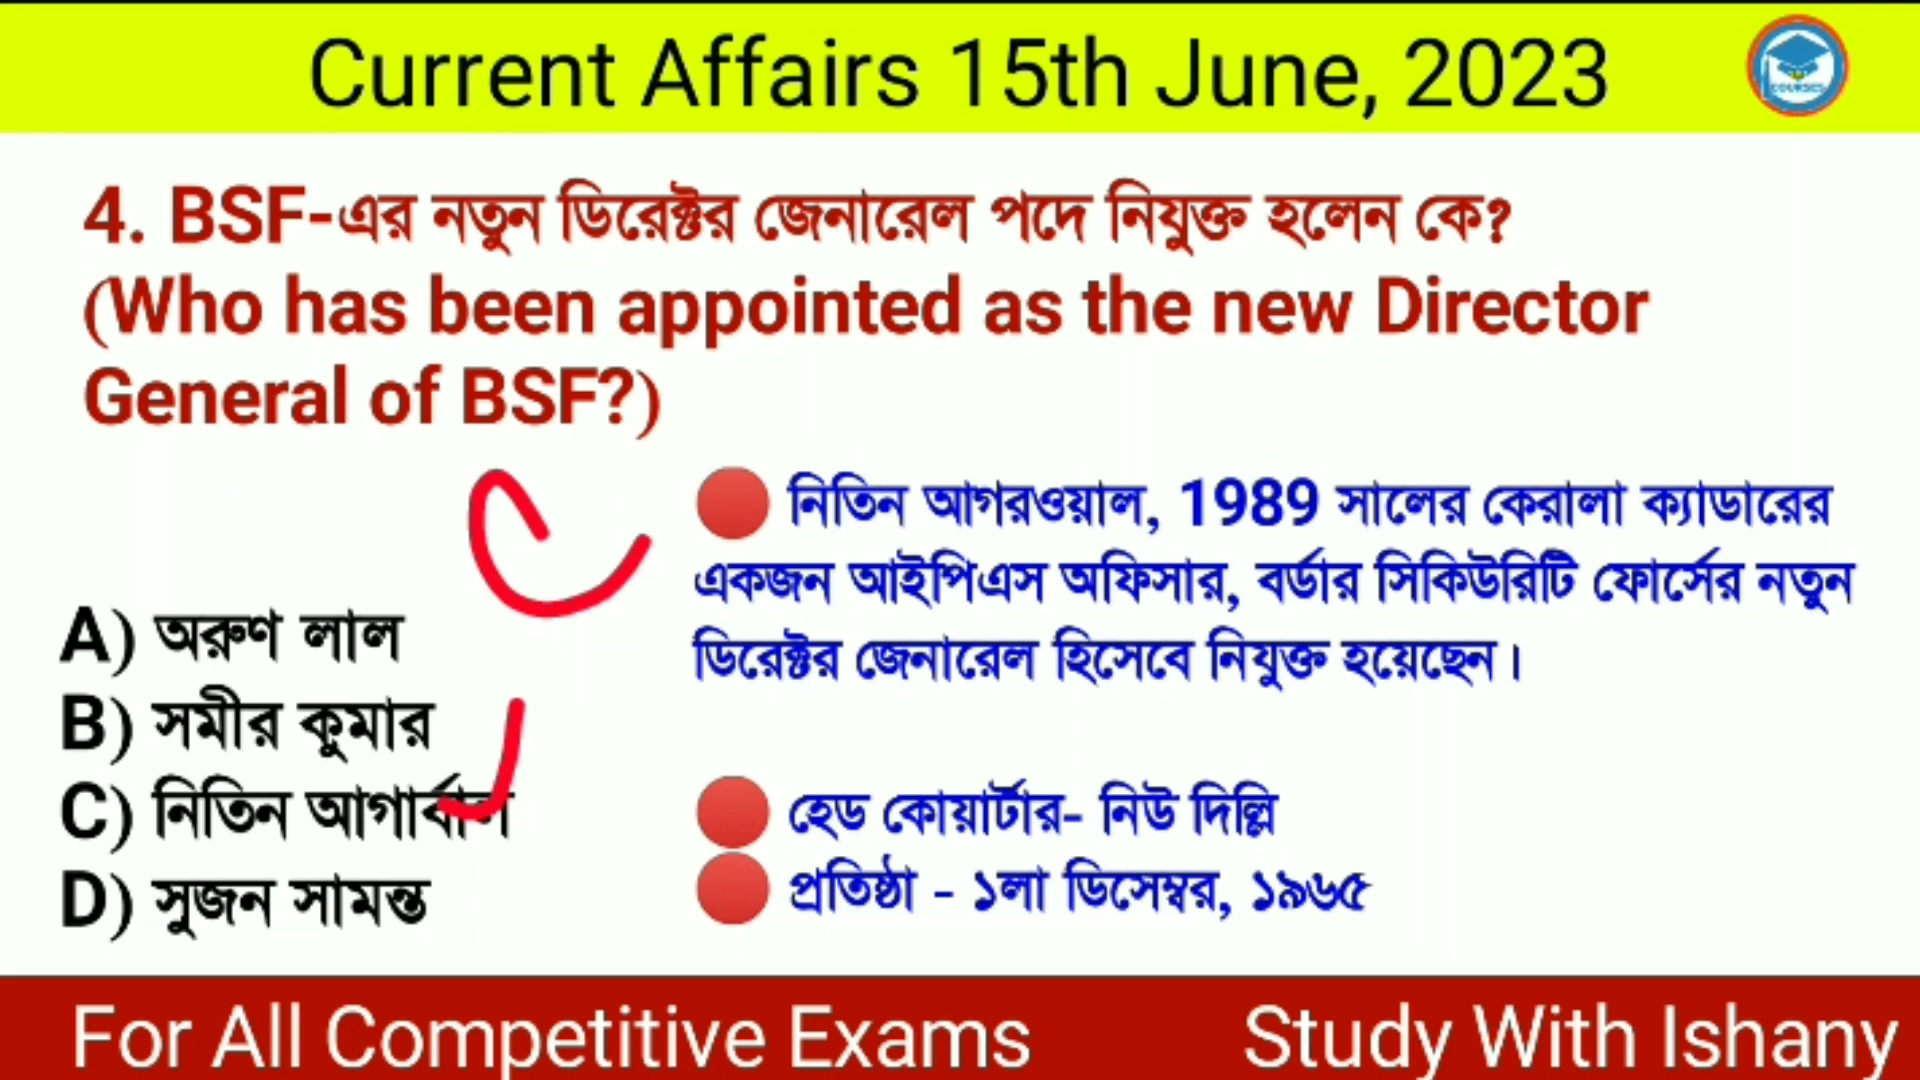 Current Affairs 15th June, 2023
COURSES
4. BSF-এর নতুন ডিরেক্টর জেনারেল পদে নিযুক্ত হলেন কে?
(Who has been appointed as the new Director
General of BSF?)
C
A) অরুণ লাল
B) সমীর কুমার
C) নিতিন আগার্বাল
D) সুজন সামন্ত
নিতিন আগরওয়াল, 1989 সালের কেরালা ক্যাডারের
একজন আইপিএস অফিসার, বর্ডার সিকিউরিটি ফোর্সের নতুন
ডিরেক্টর জেনারেল হিসেবে নিযুক্ত হয়েছেন।
হেড কোয়ার্টার- নিউ দিল্লি
প্রতিষ্ঠা - ১লা ডিসেম্বর, ১৯৬৫
For All Competitive Exams
Study With Ishany